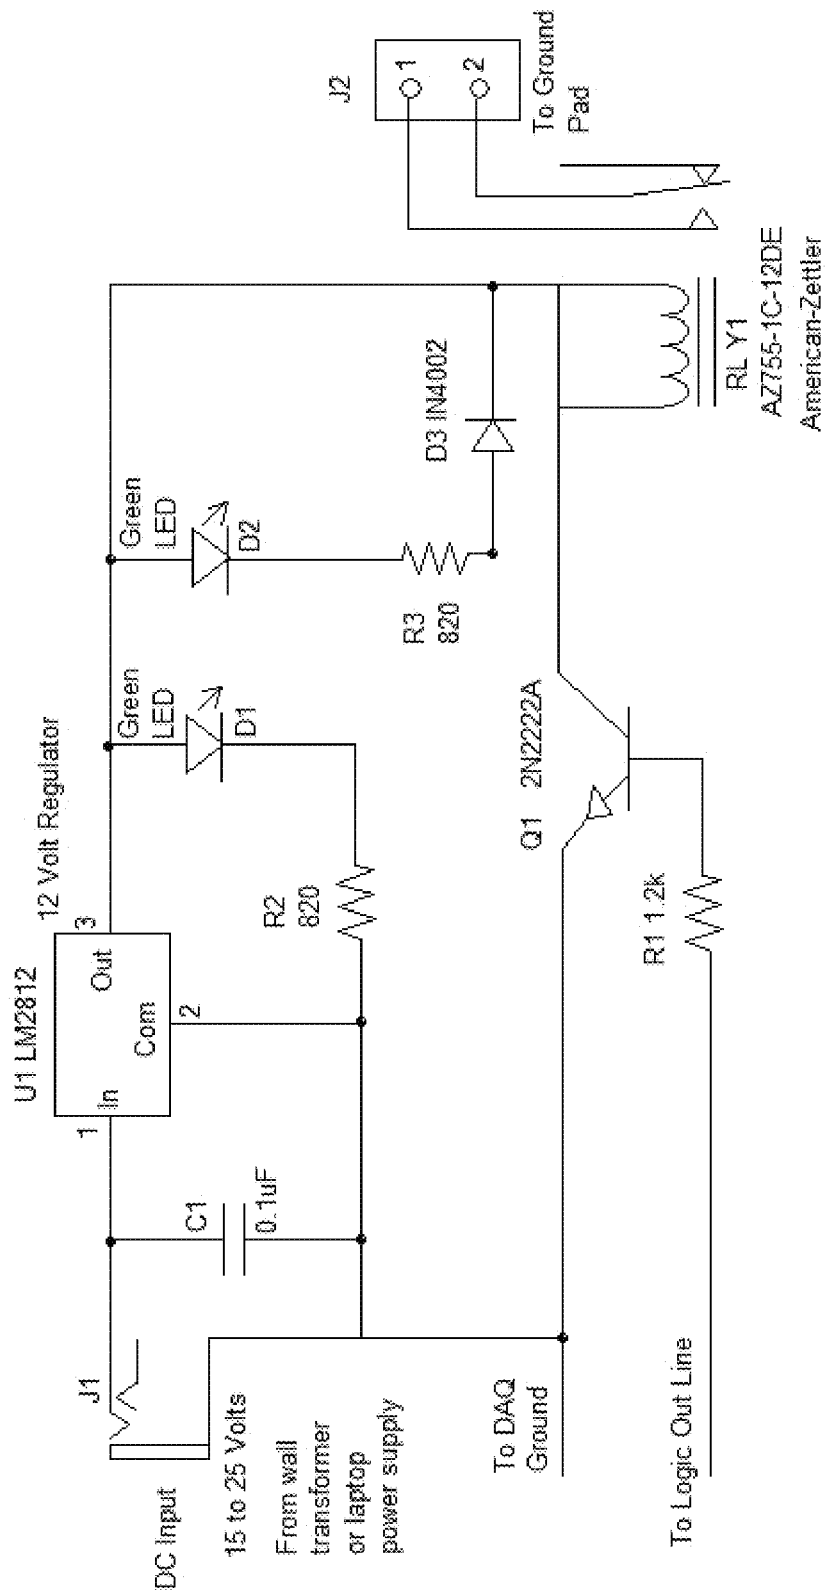 U1 LM2812
12 Volt Regulator
1
In
Out
3
Com
2
J1
C1
0.1uF
R2
820
Green
LED
D1
Green
LED
D2
R3
820
D3 IN4002
J2
1
2
To Ground
Pad
DC Input
15 to 25 Volts
From wall
transformer
or laptop
power supply
To DAQ
Ground
Q1 2N2222A
R1 1.2k
To Logic Out Line
RLY1
AZ755-1C-12DE
American-Zettler